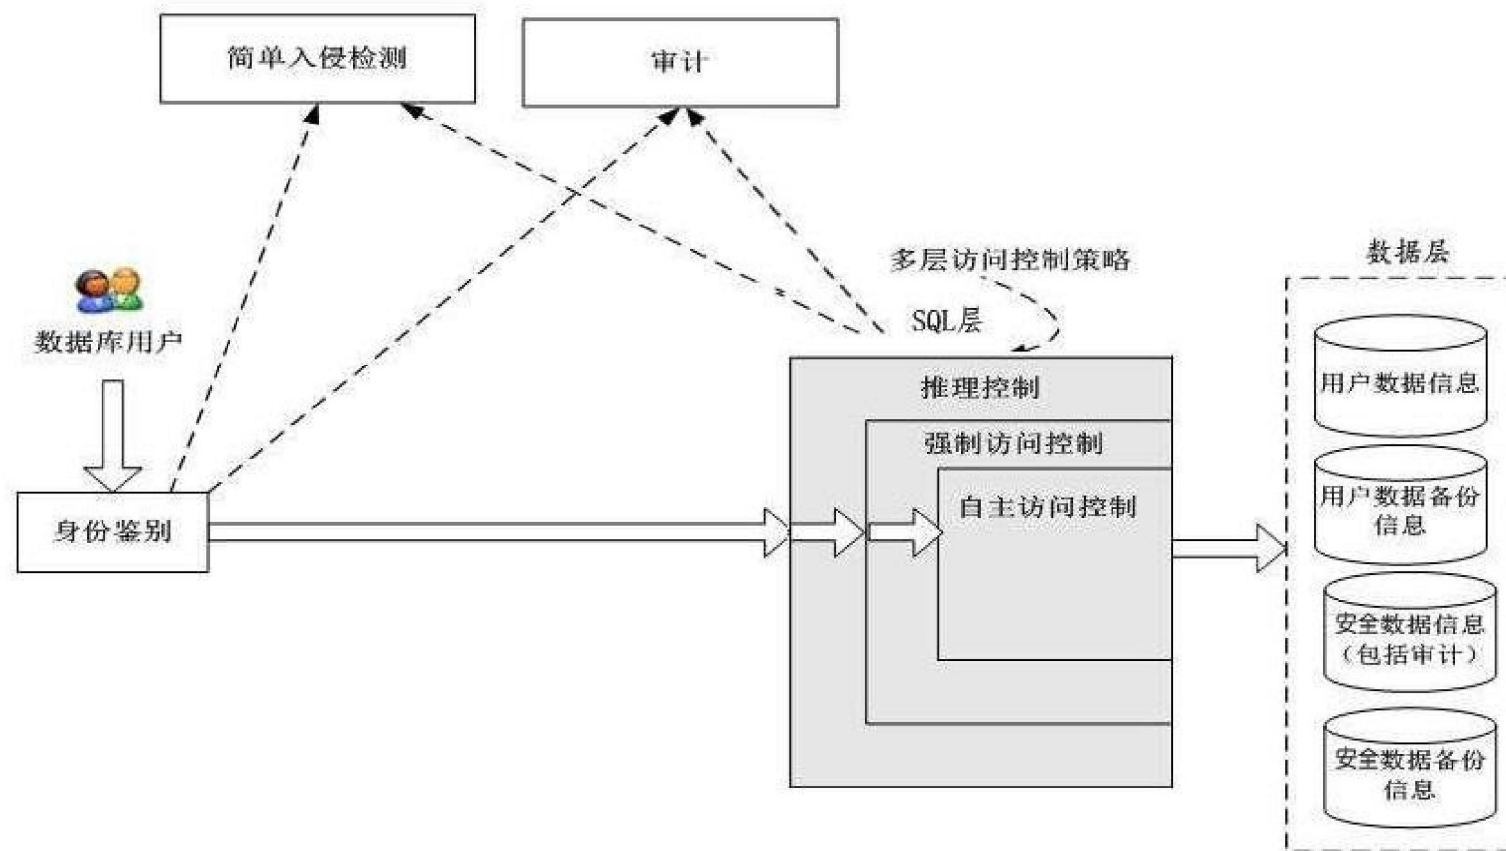 简单入侵检测
审计
数据层
多层访问控制策略
SQL层
数据库用户
推理控制
用户数据信息
强制访问控制
自主访问控制
用户数据备份
信息
身份鉴别
安全数据信息
（包括审计）
安全数据备份
信息